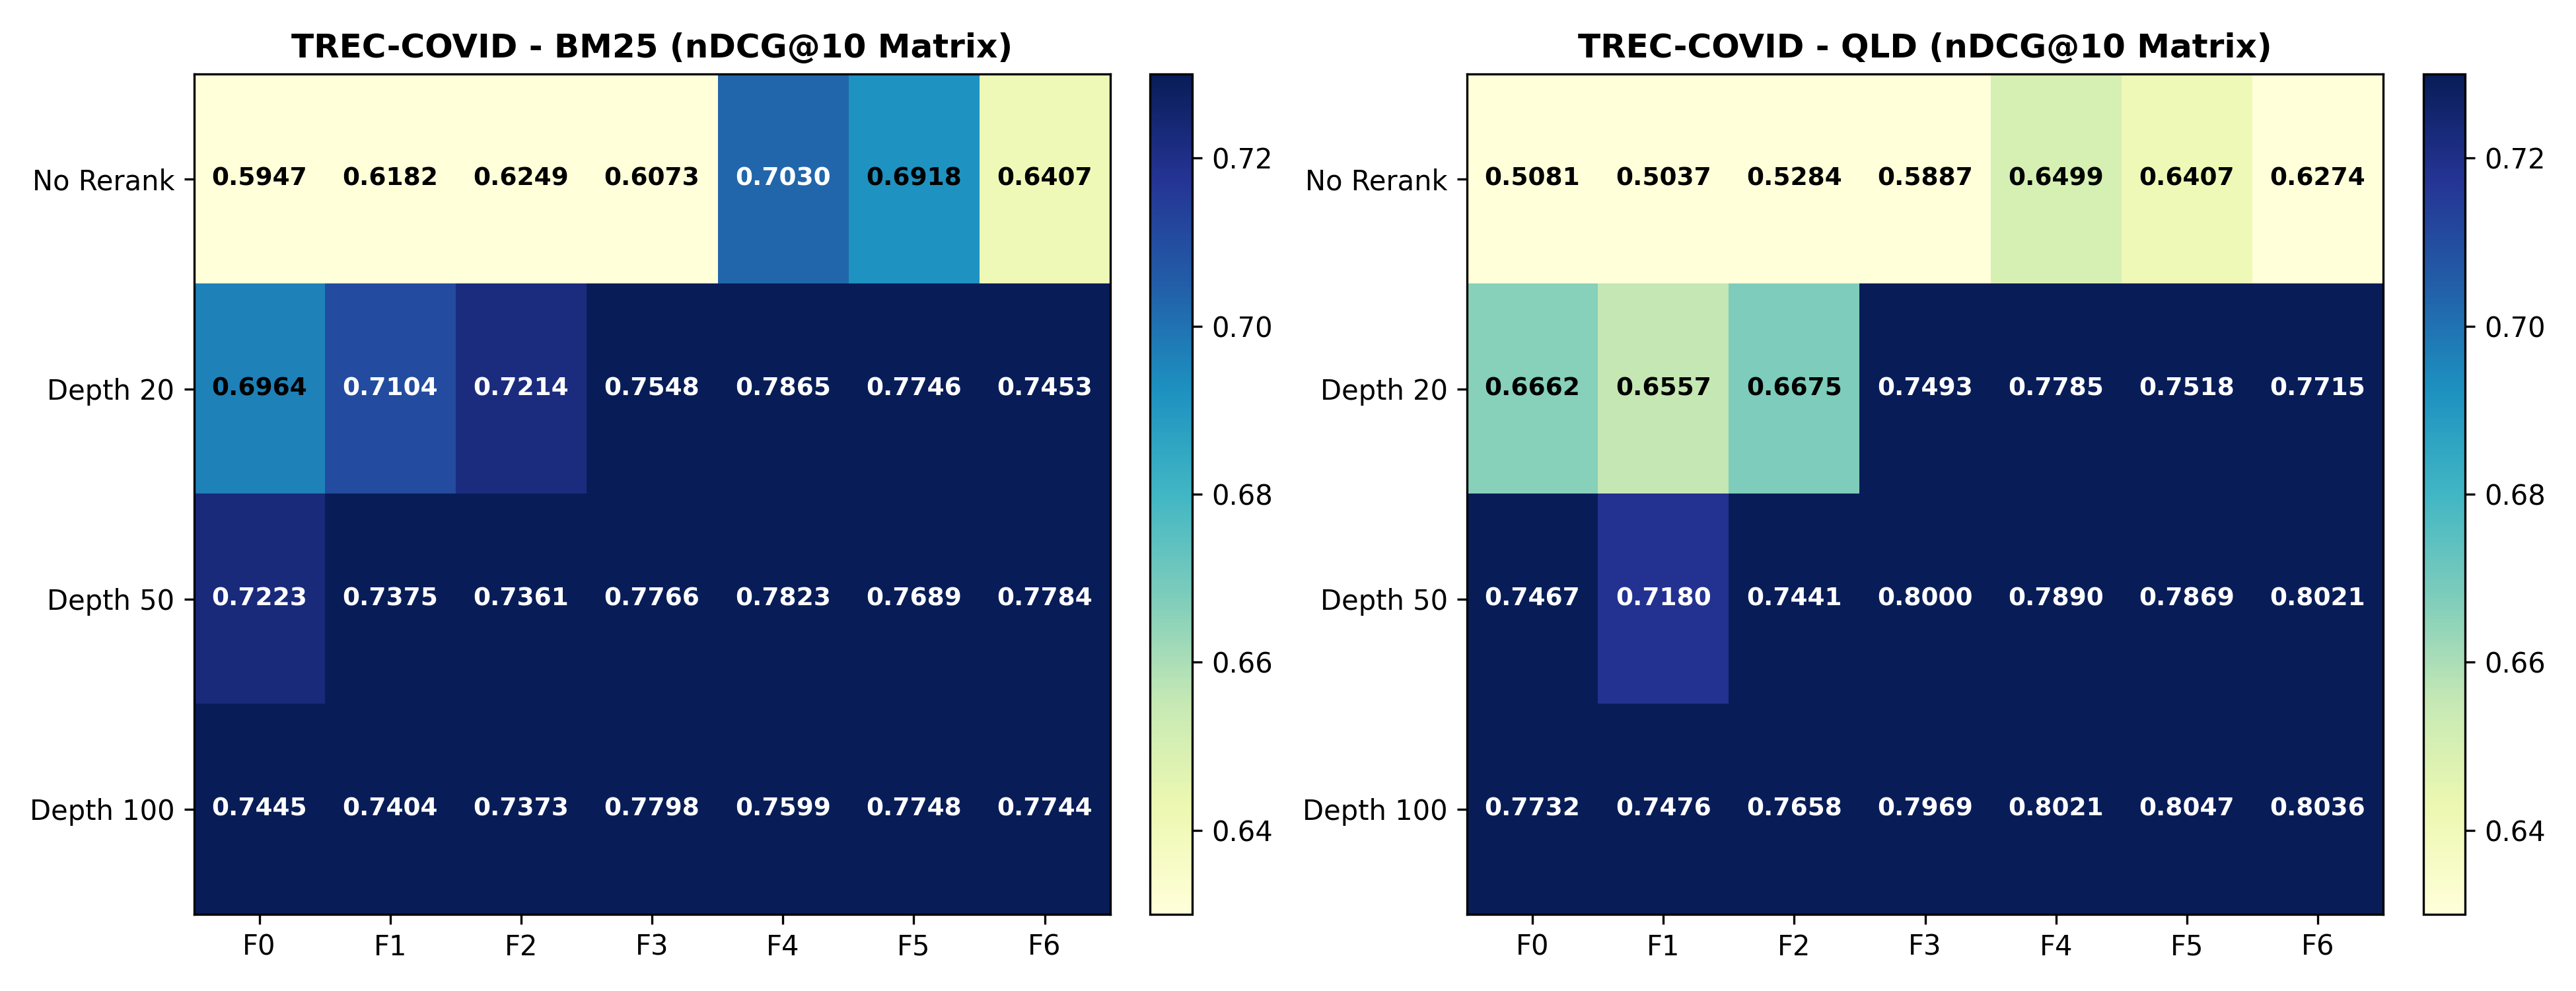 TREC-COVID - BM25 (nDCG@10 Matrix)
No Rerank 0.5947 0.6182 0.6249 0.6073 0.7030 0.6918 0.6407
Depth 20 0.6964 0.7104 0.7214 0.7548 0.7865 0.7746 0.7453
Depth 50 0.7223 0.7375 0.7361 0.7766 0.7823 0.7689 0.7784
Depth 100 0.7445 0.7404 0.7373 0.7798 0.7599 0.7748 0.7744
F0 F1 F2 F3 F4 F5 F6
0.72
0.70
0.68
0.66
0.64
TREC-COVID - QLD (nDCG@10 Matrix)
No Rerank 0.5081 0.5037 0.5284 0.5887 0.6499 0.6407 0.6274
Depth 20 0.6662 0.6557 0.6675 0.7493 0.7785 0.7518 0.7715
Depth 50 0.7467 0.7180 0.7441 0.8000 0.7890 0.7869 0.8021
Depth 100 0.7732 0.7476 0.7658 0.7969 0.8021 0.8047 0.8036
F0 F1 F2 F3 F4 F5 F6
0.72
0.70
0.68
0.66
0.64